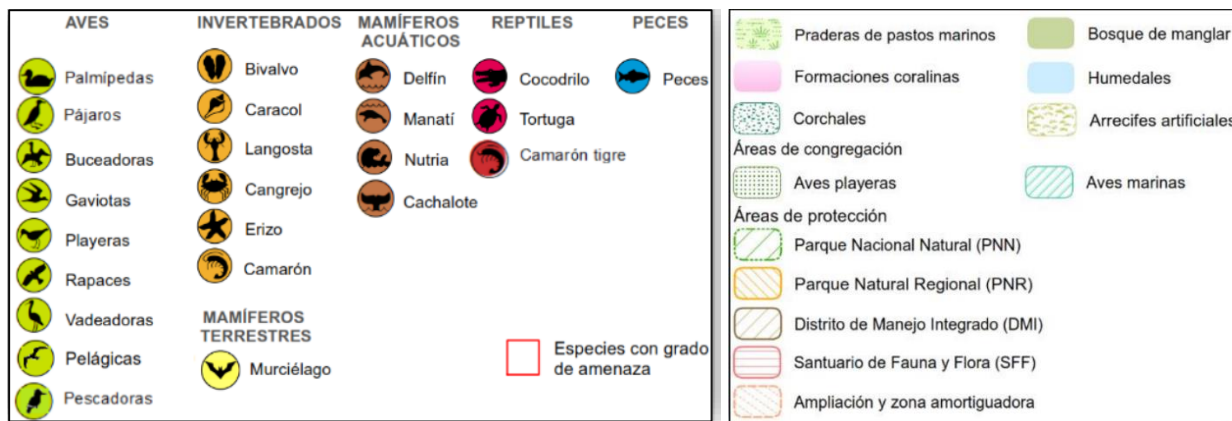 AVES
Palmípedas
Pájaros
Buceadoras
Gaviotas
Playeras
Rapaces
Vadeadoras
Pelágicas
Pescadoras
INVERTEBRADOS
Bivalvo
Caracol
Langosta
Cangrejo
Erizo
Camarón
MAMÍFEROS
TERRESTRES
Murciélago
MAMÍFEROS
ACUÁTICOS
Delfín
Manatí
Nutria
Cachalote
REPTILES
Cocodrilo
Tortuga
Camarón tigre
PECES
Peces
Especies con grado
de amenaza
Praderas de pastos marinos
Bosque de manglar
Formaciones coralinas
Humedales
Corchales
Arrecifes artificiales
Áreas de congregación
Aves playeras
Aves marinas
Áreas de protección
Parque Nacional Natural (PNN)
Parque Natural Regional (PNR)
Distrito de Manejo Integrado (DMI)
Santuario de Fauna y Flora (SFF)
Ampliación y zona amortiguadora